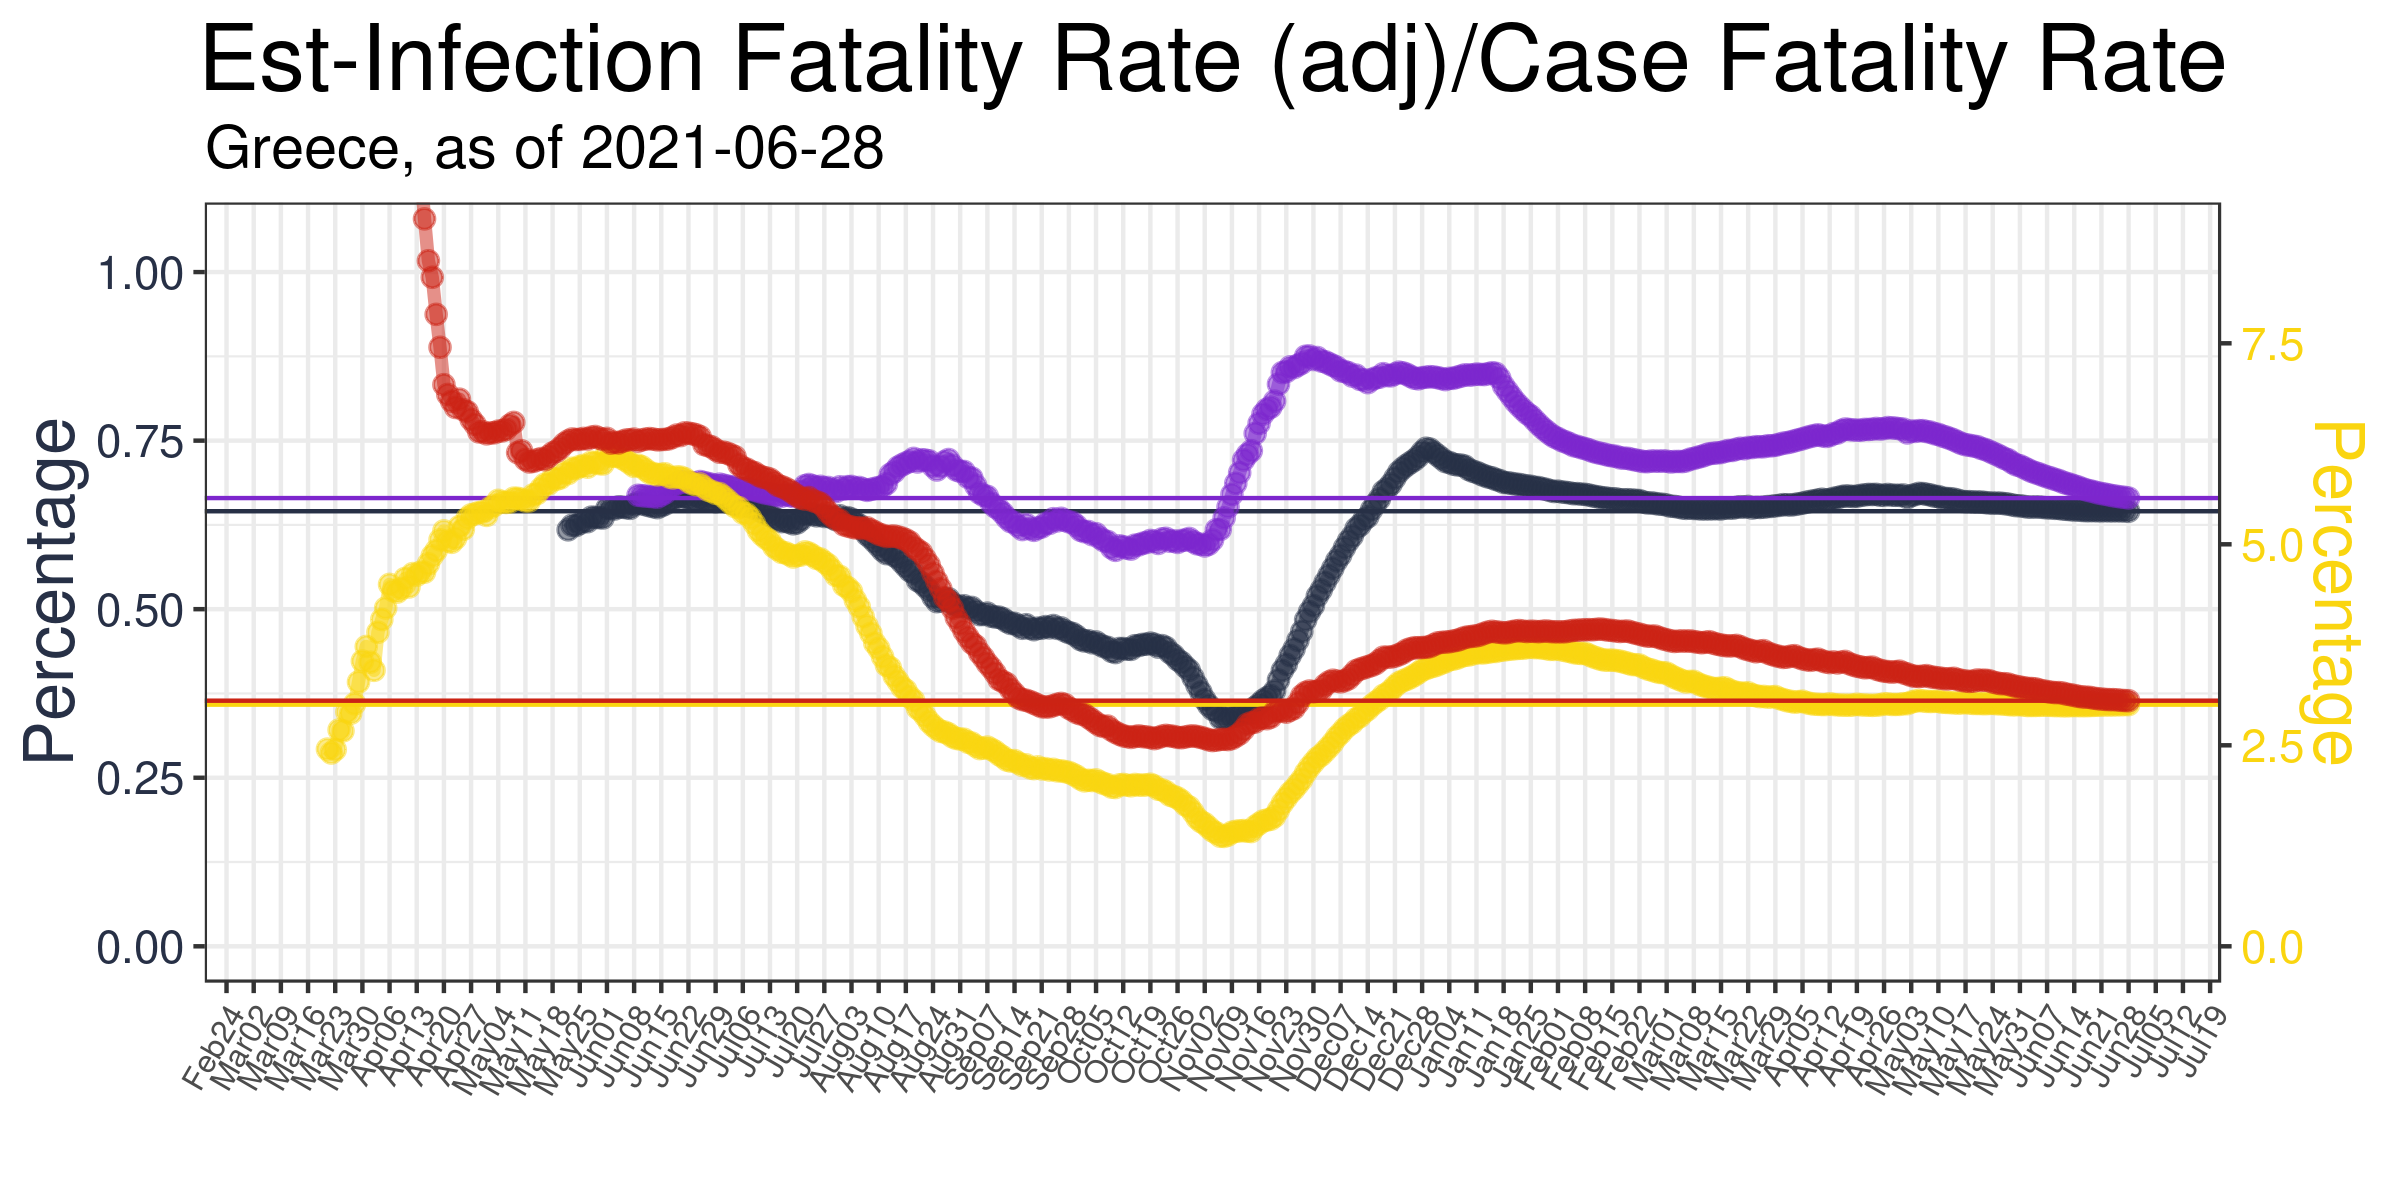 Est-Infection Fatality Rate (adj)/Case Fatality Rate
Greece, as of 2021-06-28
Percentage
1.00
0.75
0.50
0.25
0.00
7.5
5.0
2.5
0.0
Percentage
Feb24
Mar02
Mar09
Mar16
Mar23
Mar30
Apr06
Apr13
Apr20
Apr27
May04
May11
May18
May25
Jun01
Jun08
Jun15
Jun22
Jun29
Jul06
Jul13
Jul20
Jul27
Aug03
Aug10
Aug17
Aug24
Aug31
Sep07
Sep14
Sep21
Sep28
Oct05
Oct12
Oct19
Oct26
Nov02
Nov09
Nov16
Nov23
Nov30
Dec07
Dec14
Dec21
Dec28
Jan04
Jan11
Jan18
Jan25
Feb01
Feb08
Feb15
Feb22
Mar01
Mar08
Mar15
Mar22
Mar29
Apr05
Apr12
Apr19
Apr26
May03
May10
May17
May24
May31
Jun07
Jun14
Jun21
Jun28
Jul05
Jul12
Jul19